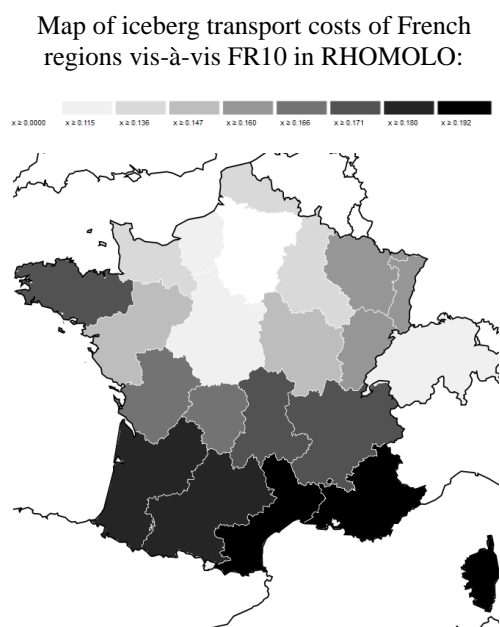 Map of iceberg transport costs of French
regions vis-à-vis FR10 in RHOMOLO:
x ≥ 0.0000 x ≥ 0.115 x ≥ 0.136 x ≥ 0.147 x ≥ 0.160 x ≥ 0.166 x ≥ 0.171 x ≥ 0.180 x ≥ 0.192